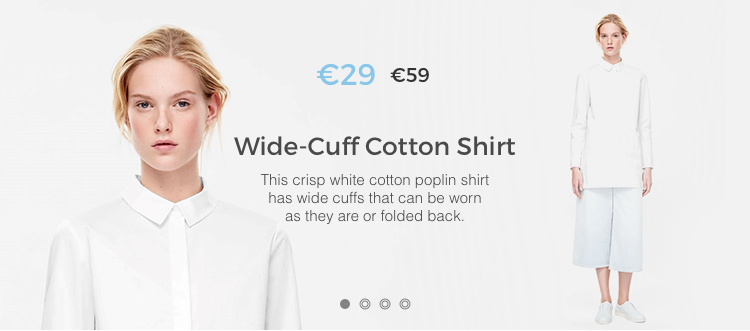 €29 €59
Wide-Cuff Cotton Shirt
This crisp white cotton poplin shirt
has wide cuffs that can be worn
as they are or folded back.